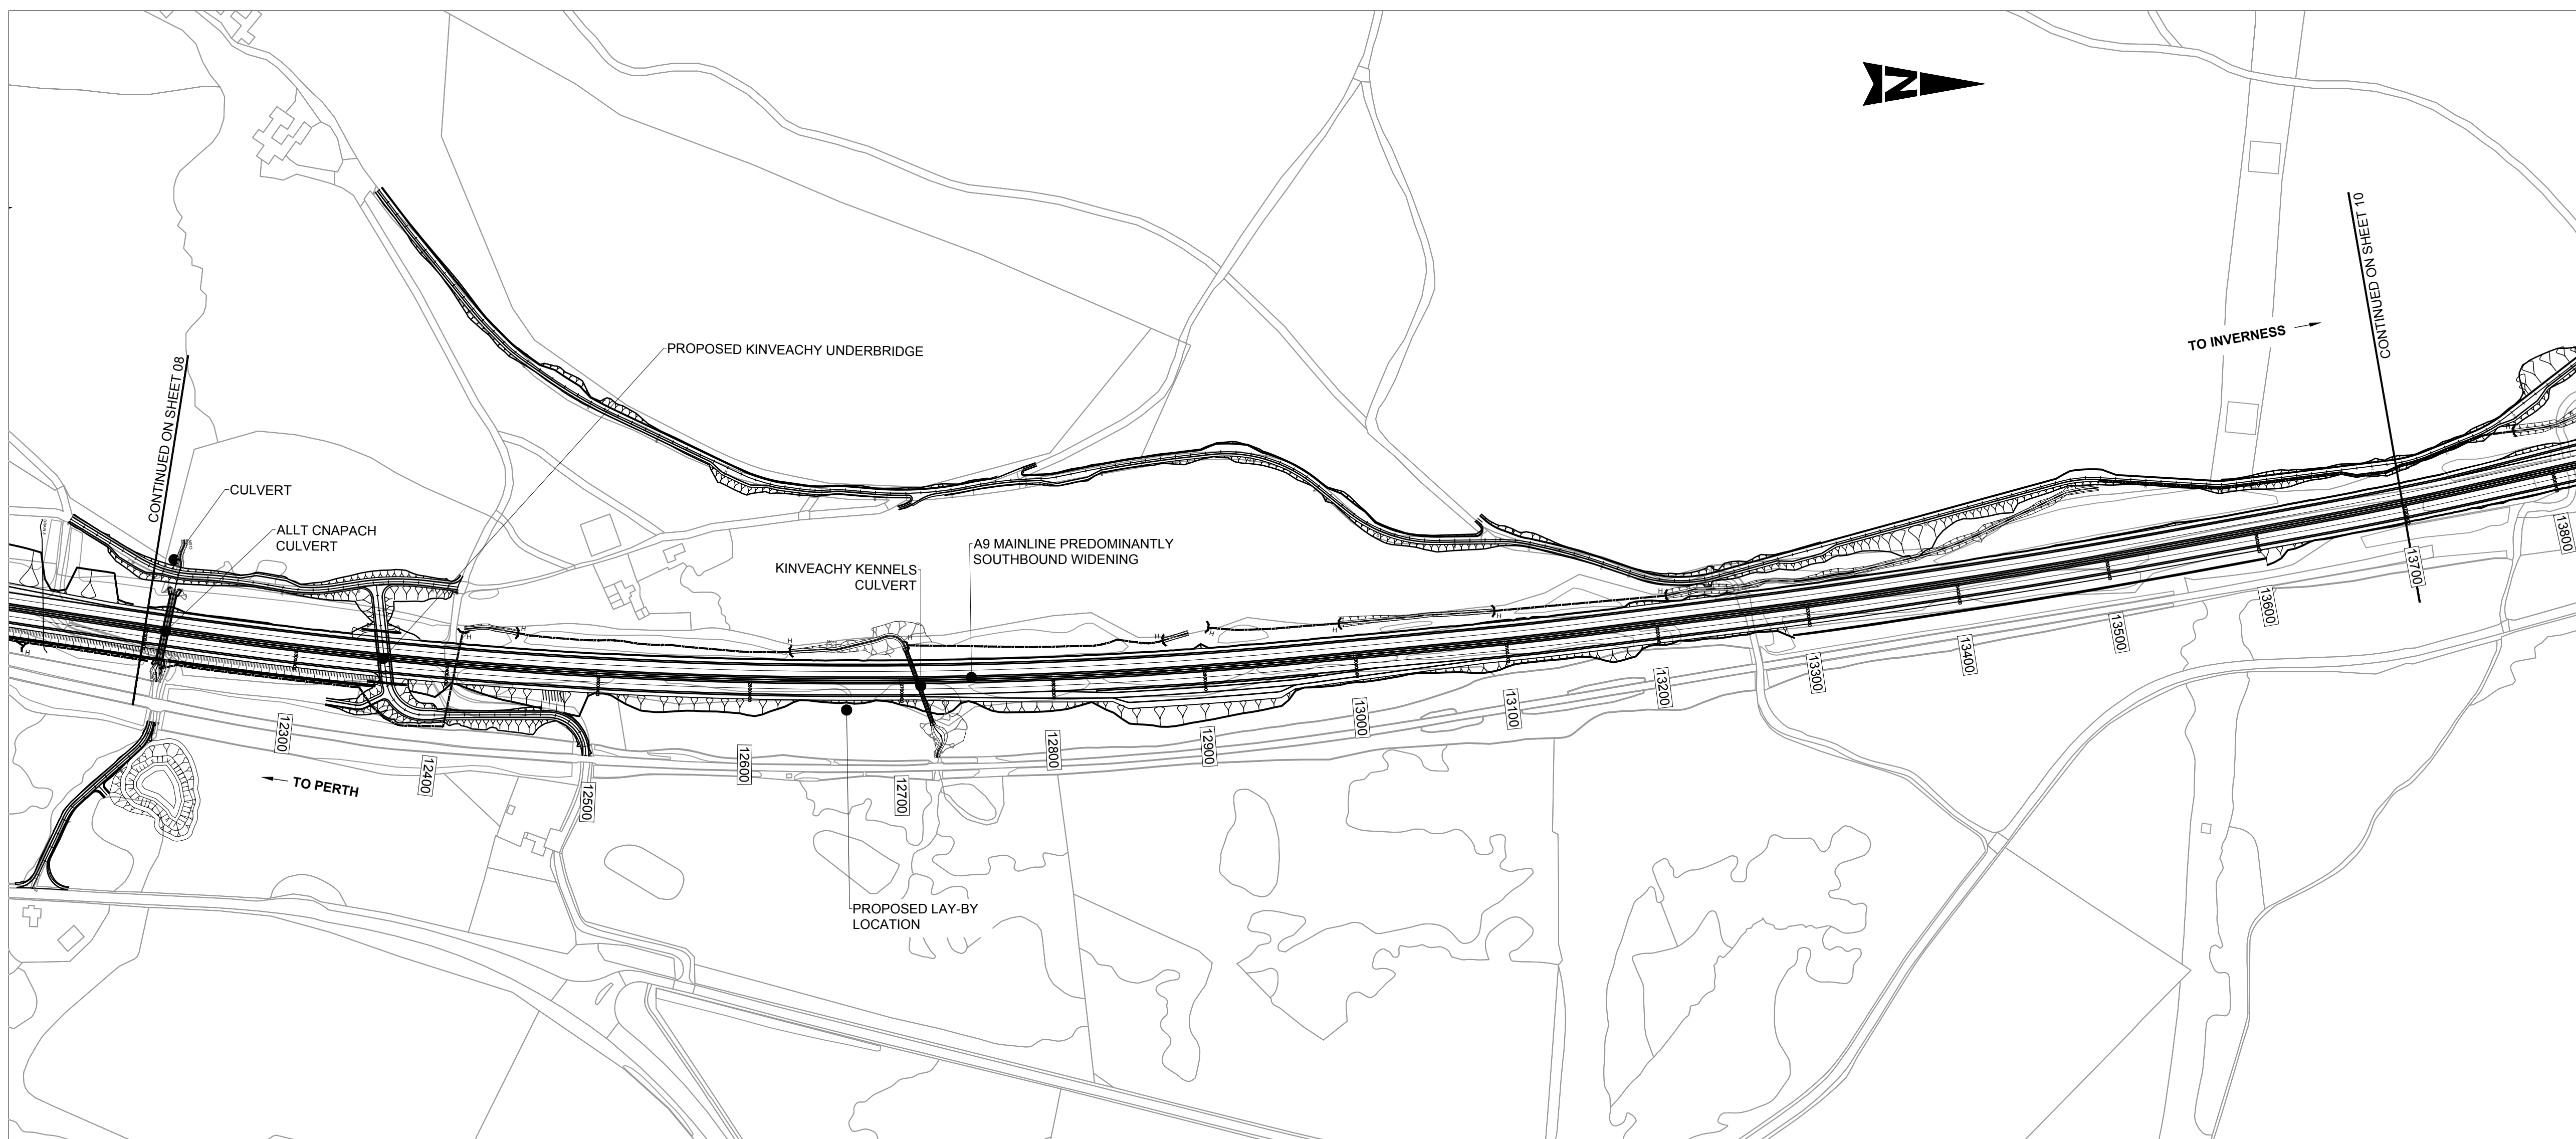 N
CONTINUED ON SHEET 10
TO INVERNESS
PROPOSED KINVEACHY UNDERBRIDGE
CONTINUED ON SHEET 08
CULVERT
ALLT CNAPACH
CULVERT
A9 MAINLINE PREDOMINANTLY
SOUTHBOUND WIDENING
KINVEACHY KENNELS
CULVERT
H
H
H
H
H
H
H
H
H
H
12300
12400
12500
12600
12700
12800
12900
13000
13100
13200
13300
13400
13500
13600
13700
13800
TO PERTH
PROPOSED LAY-BY
LOCATION